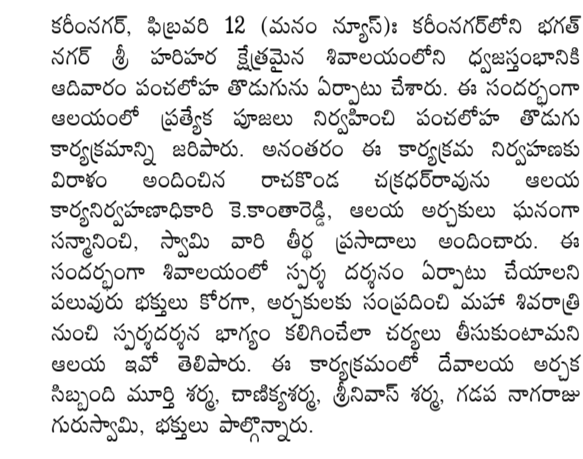 కరీంనగర్, ఫిబ్రవరి 12 (మనం న్యూస్)ః కరీంనగర్‌లోని భగత్
నగర్ శ్రీ హరిహర క్షేత్రమైన శివాలయంలోని ధ్వజస్తంభానికి
ఆదివారం పంచలోహ తొడుగును ఏర్పాటు చేశారు. ఈ సందర్భంగా
ఆలయంలో ప్రత్యేక పూజలు నిర్వహించి పంచలోహ తొడుగు
కార్యక్రమాన్ని జరిపారు. అనంతరం ఈ కార్యక్రమ నిర్వహణకు
విరాళం అందించిన రాచకొండ చక్రధర్‌రావును ఆలయ
కార్యనిర్వహణాధికారి కె.కాంతారెడ్డి, ఆలయ అర్చకులు ఘనంగా
సన్మానించి, స్వామి వారి తీర్థ ప్రసాదాలు అందించారు. ఈ
సందర్భంగా శివాలయంలో స్పర్శ దర్శనం ఏర్పాటు చేయాలని
పలువురు భక్తులు కోరగా, అర్చకులకు సంప్రదించి మహా శివరాత్రి
నుంచి స్పర్శదర్శన భాగ్యం కలిగించేలా చర్యలు తీసుకుంటామని
ఆలయ ఇవో తెలిపారు. ఈ కార్యక్రమంలో దేవాలయ అర్చక
సిబ్బంది మూర్తి శర్మ, చాణిక్యశర్మ, శ్రీనివాస్ శర్మ, గడప నాగరాజు
గురుస్వామి, భక్తులు పాల్గొన్నారు.